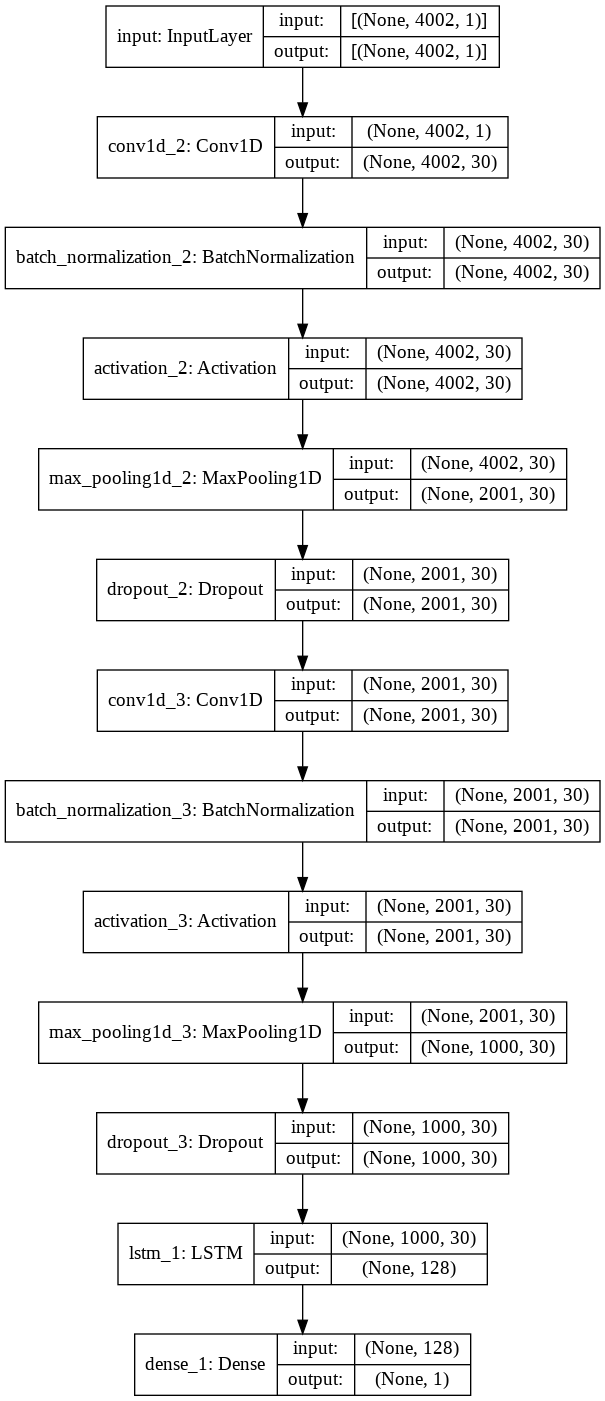 input: InputLayer
input: [(None, 4002, 1)]
output: [(None, 4002, 1)]
conv1d_2: Conv1D
input: (None, 4002, 1)
output: (None, 4002, 30)
batch_normalization_2: BatchNormalization
input: (None, 4002, 30)
output: (None, 4002, 30)
activation_2: Activation
input: (None, 4002, 30)
output: (None, 4002, 30)
max_pooling1d_2: MaxPooling1D
input: (None, 4002, 30)
output: (None, 2001, 30)
dropout_2: Dropout
input: (None, 2001, 30)
output: (None, 2001, 30)
conv1d_3: Conv1D
input: (None, 2001, 30)
output: (None, 2001, 30)
batch_normalization_3: BatchNormalization
input: (None, 2001, 30)
output: (None, 2001, 30)
activation_3: Activation
input: (None, 2001, 30)
output: (None, 2001, 30)
max_pooling1d_3: MaxPooling1D
input: (None, 2001, 30)
output: (None, 1000, 30)
dropout_3: Dropout
input: (None, 1000, 30)
output: (None, 1000, 30)
lstm_1: LSTM
input: (None, 1000, 30)
output: (None, 128)
dense_1: Dense
input: (None, 128)
output: (None, 1)